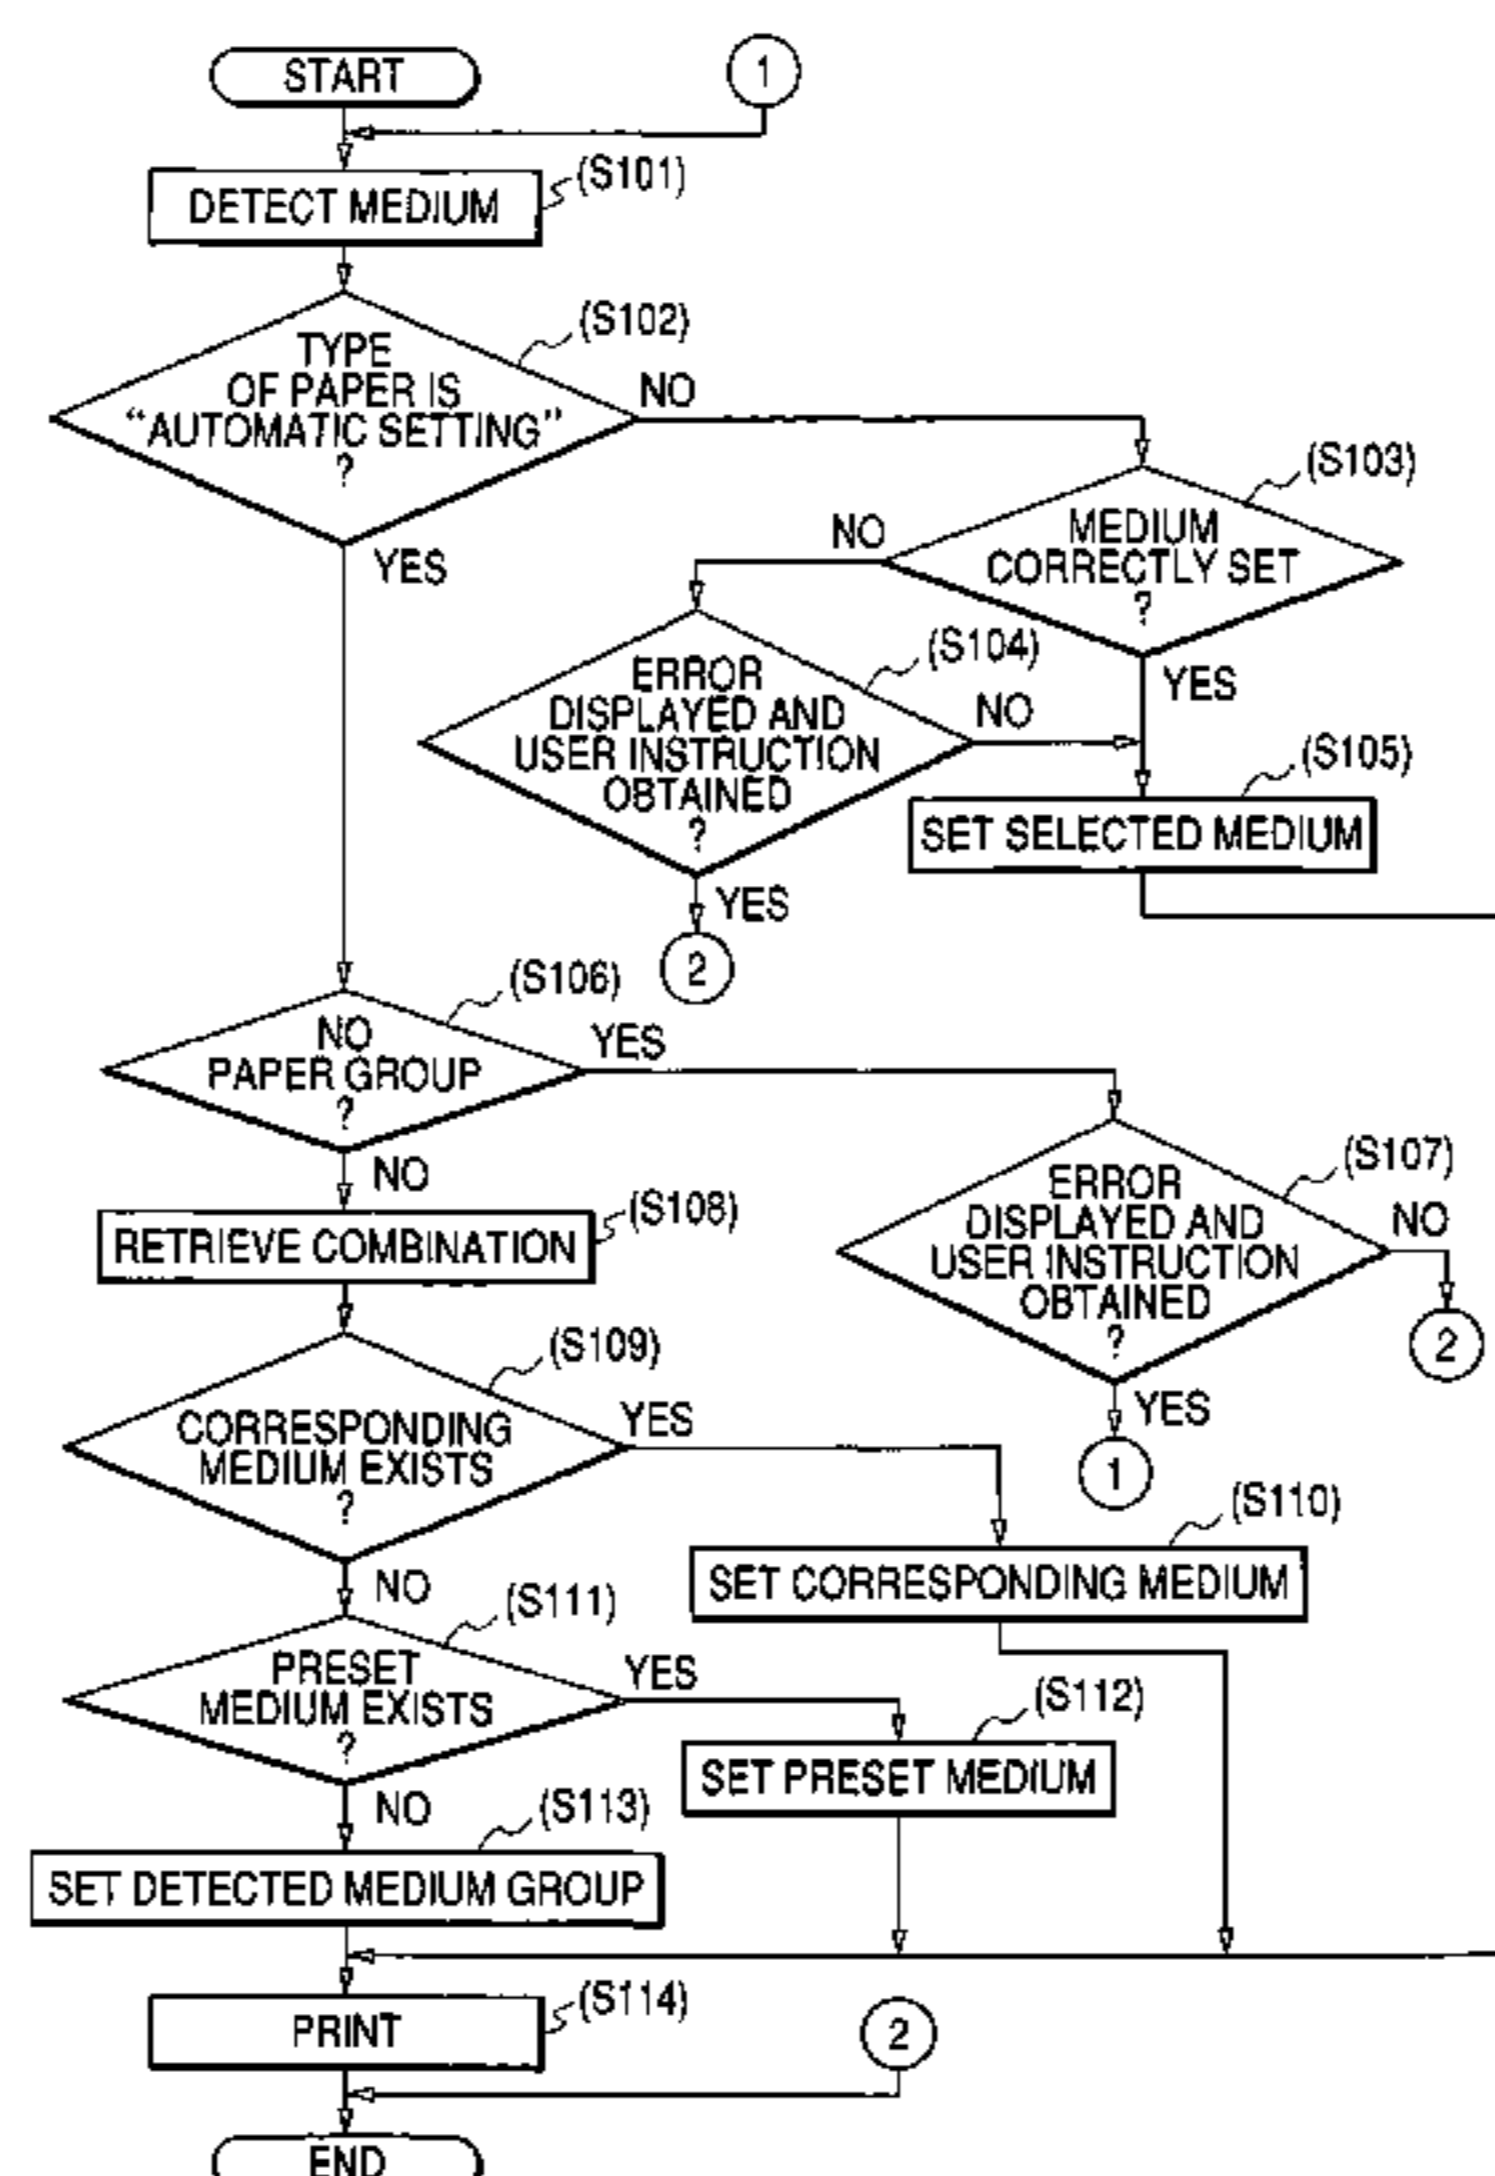 START
1
DETECT MEDIUM
(S101)
TYPE
OF PAPER IS
“AUTOMATIC SETTING”
?
(S102)
NO
YES
MEDIUM
CORRECTLY SET
?
(S103)
NO
YES
ERROR
DISPLAYED AND
USER INSTRUCTION
OBTAINED
?
(S104)
NO
YES
2
SET SELECTED MEDIUM
(S105)
NO
PAPER GROUP
?
(S106)
YES
NO
ERROR
DISPLAYED AND
USER INSTRUCTION
OBTAINED
?
(S107)
NO
2
YES
1
RETRIEVE COMBINATION
(S108)
CORRESPONDING
MEDIUM EXISTS
?
(S109)
YES
NO
SET CORRESPONDING MEDIUM
(S110)
PRESET
MEDIUM EXISTS
?
(S111)
YES
NO
SET PRESET MEDIUM
(S112)
SET DETECTED MEDIUM GROUP
(S113)
PRINT
(S114)
2
END